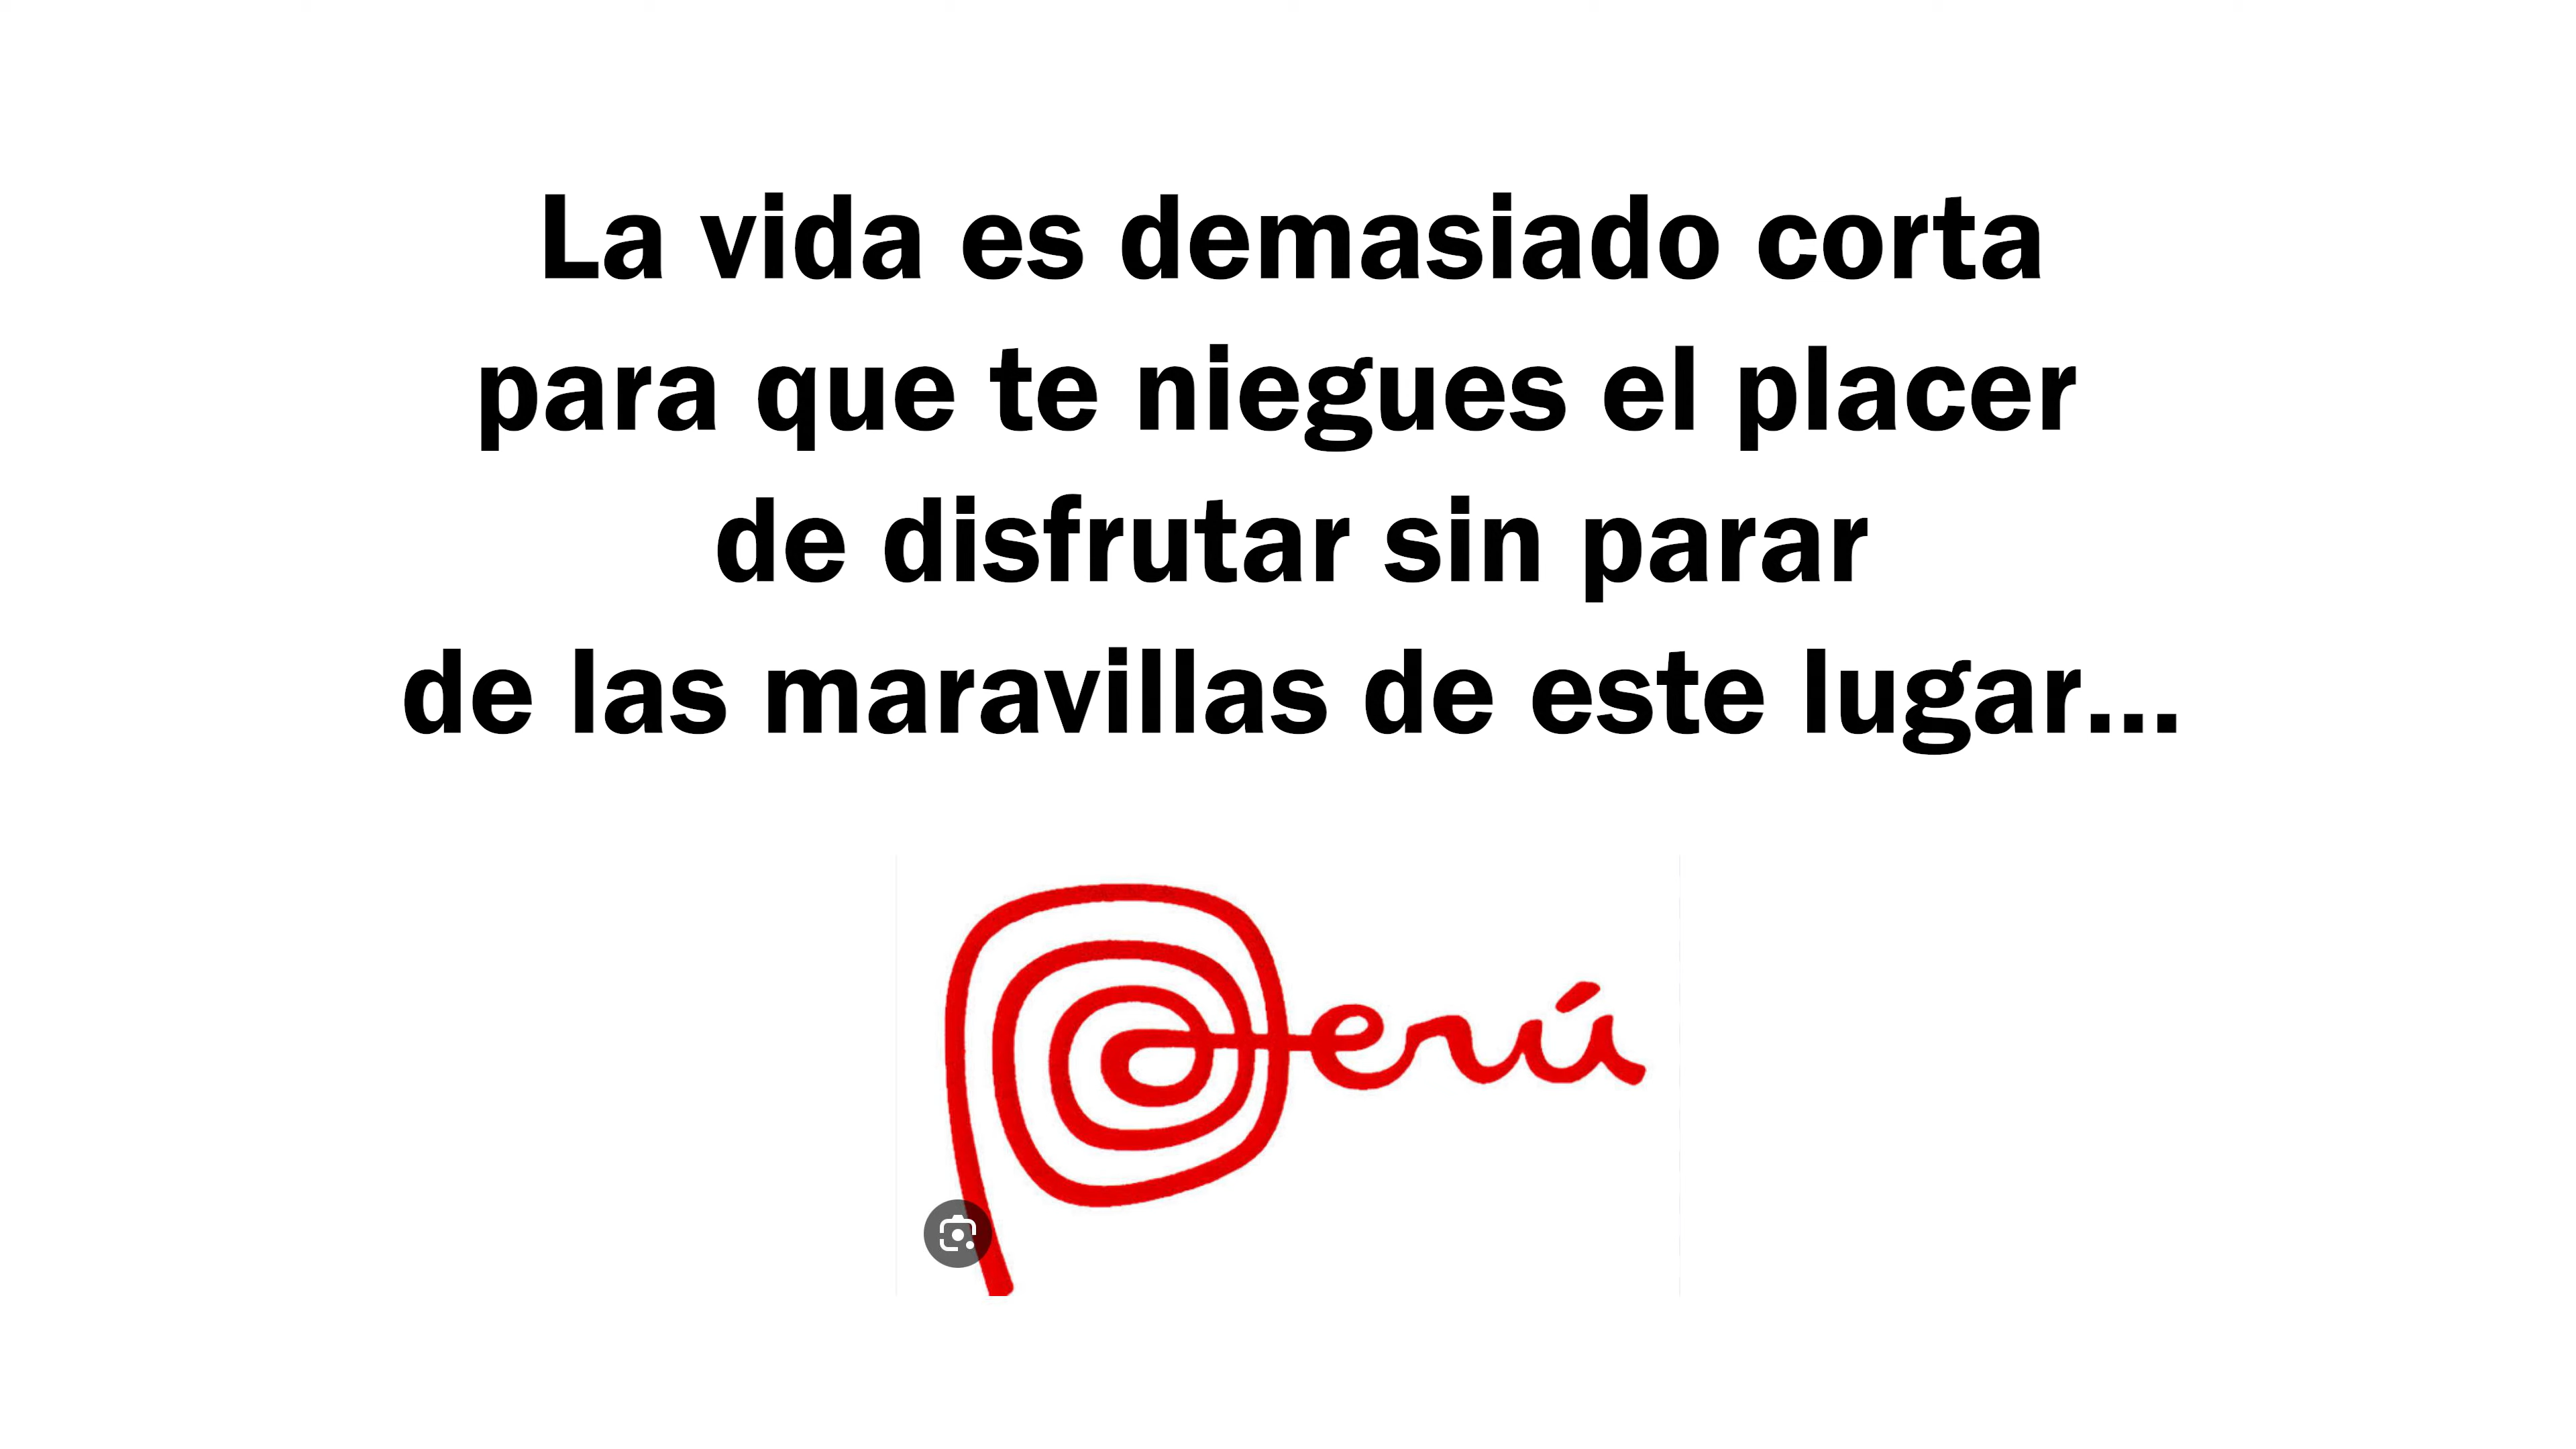 La vida es demasiado corta
para que te niegues el placer
de disfrutar sin parar
de las maravillas de este lugar...
Perú